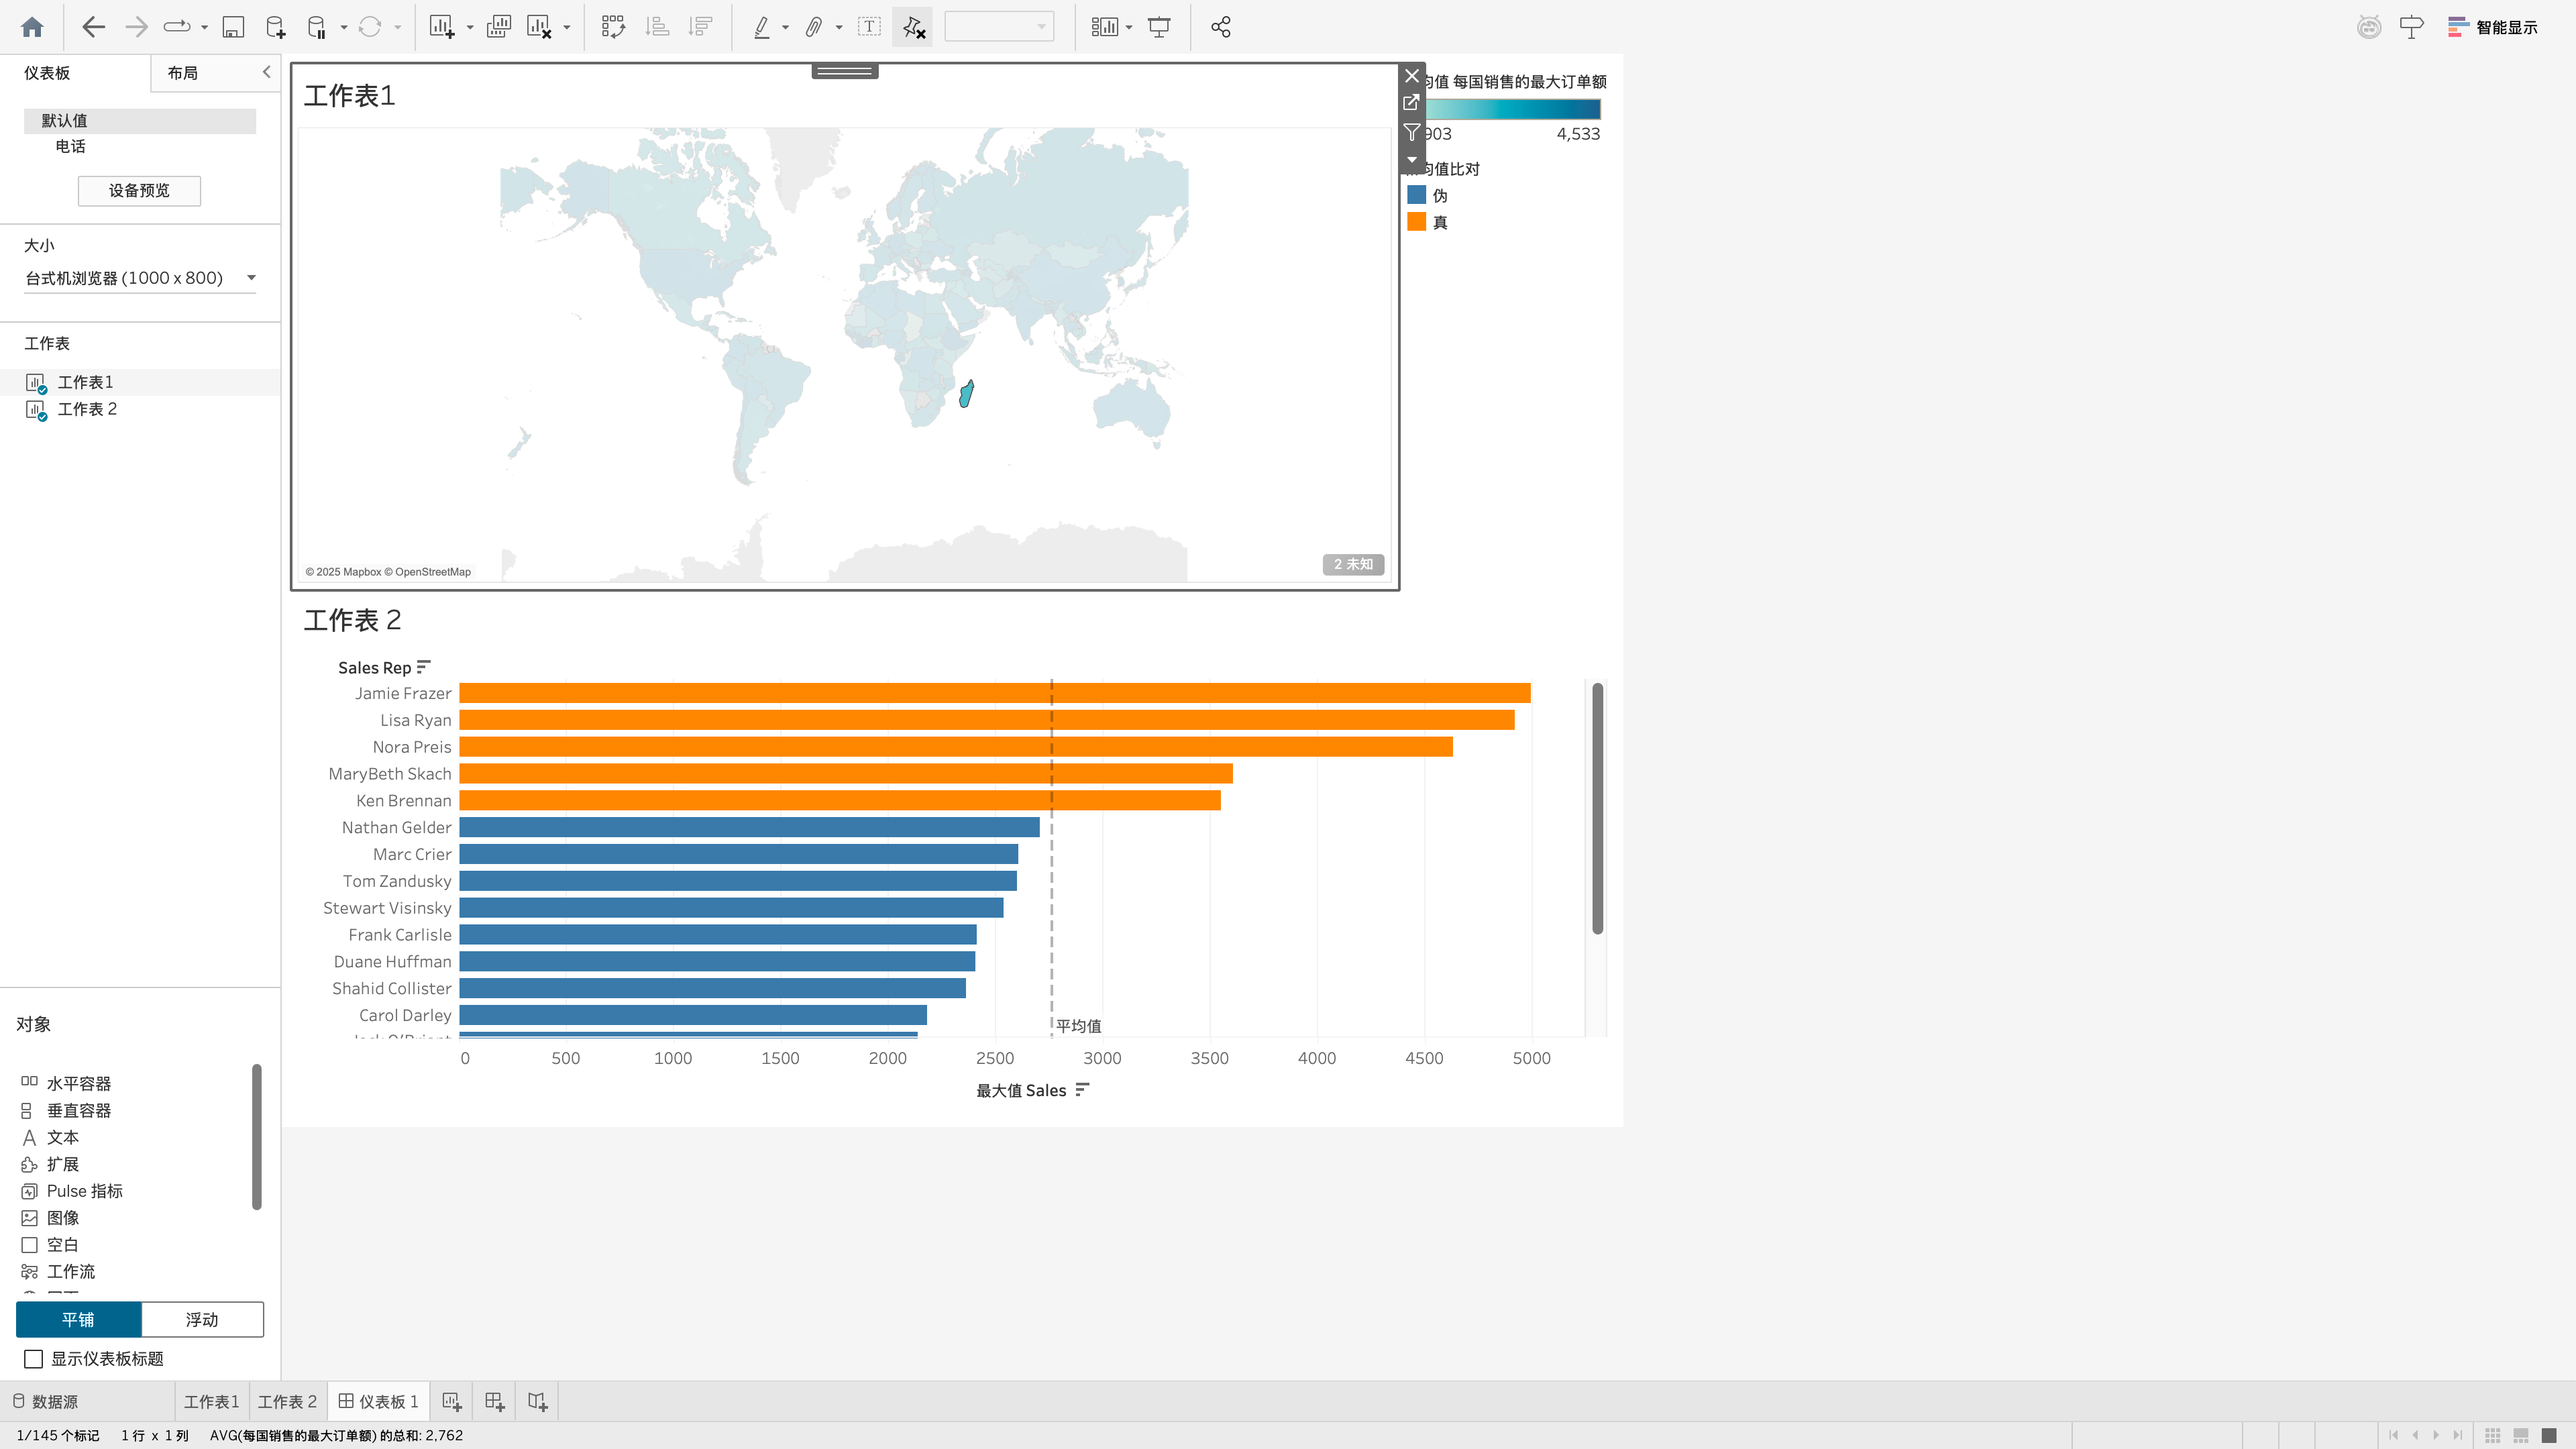 智能显示
仪表板
布局
默认值
电话
设备预览
大小
台式机浏览器 (1000 x 800)
工作表
工作表1
工作表 2
对象
水平容器
垂直容器
文本
扩展
Pulse 指标
图像
空白
工作流
平铺
浮动
显示仪表板标题
工作表1
© 2025 Mapbox © OpenStreetMap
2 未知
均值 每国销售的最大订单额
903
4,533
均值比对
伪
真
工作表 2
Sales Rep
Jamie Frazer
Lisa Ryan
Nora Preis
MaryBeth Skach
Ken Brennan
Nathan Gelder
Marc Crier
Tom Zandusky
Stewart Visinsky
Frank Carlisle
Duane Huffman
Shahid Collister
Carol Darley
平均值
0 500 1000 1500 2000 2500 3000 3500 4000 4500 5000
最大值 Sales
数据源
工作表1
工作表 2
仪表板 1
1/145 个标记 1 行 x 1 列 AVG(每国销售的最大订单额) 的总和: 2,762